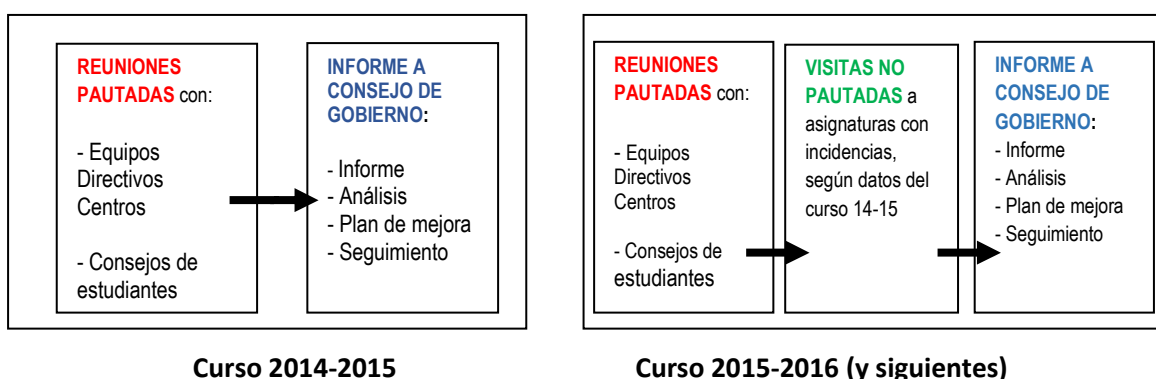 REUNIONES
PAUTADAS con:
- Equipos
Directivos
Centros
- Consejos de
estudiantes
INFORME A
CONSEJO DE
GOBIERNO:
- Informe
- Análisis
- Plan de mejora
- Seguimiento
Curso 2014-2015
REUNIONES
PAUTADAS con:
- Equipos
Directivos
Centros
- Consejos de
estudiantes
VISITAS NO
PAUTADAS a
asignaturas con
incidencias,
según datos del
curso 14-15
INFORME A
CONSEJO DE
GOBIERNO:
- Informe
- Análisis
- Plan de mejora
- Seguimiento
Curso 2015-2016 (y siguientes)